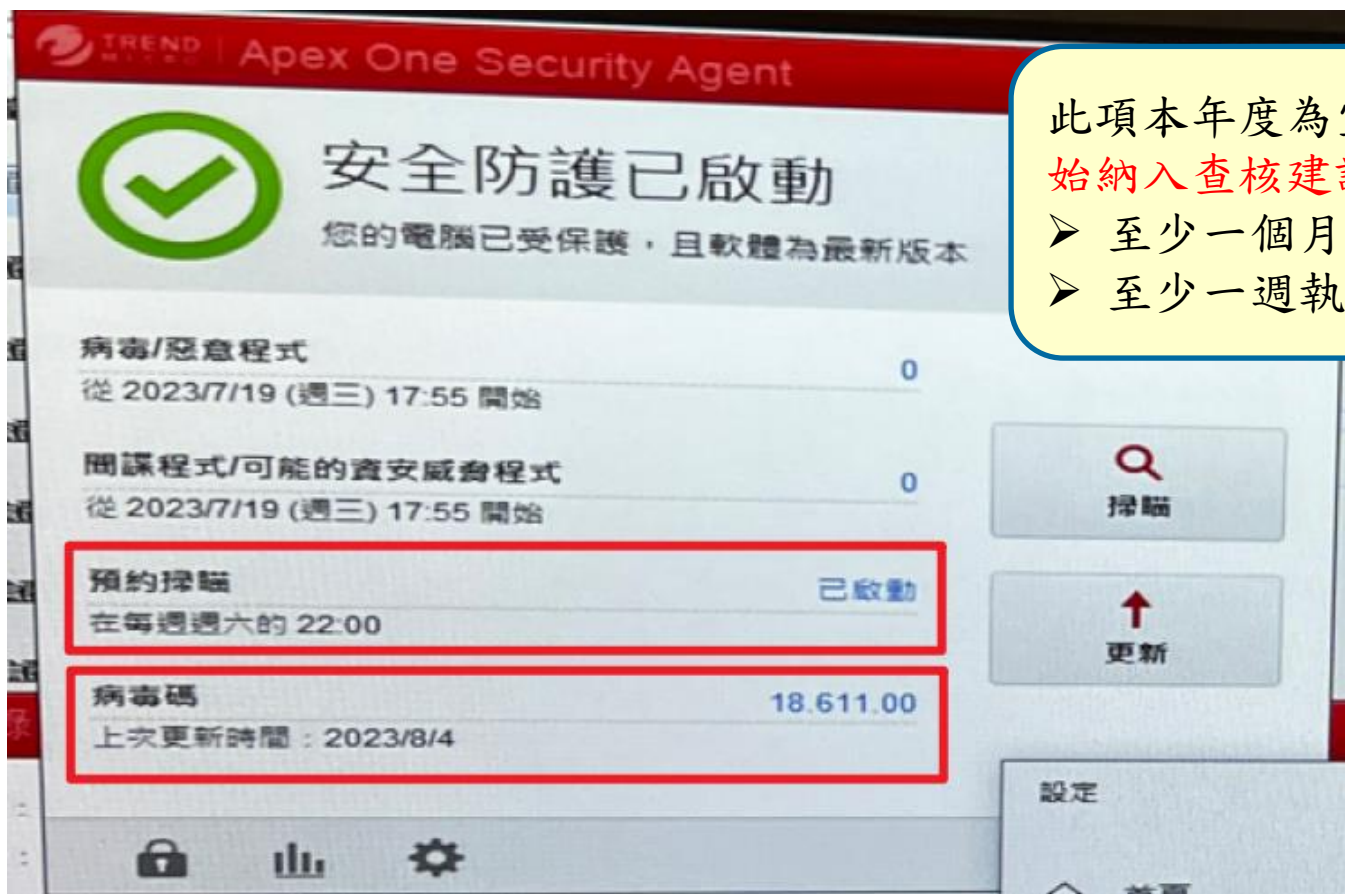 TREND MICRO | Apex One Security Agent
安全防護已啟動
您的電腦已受保護,且軟體為最新版本
病毒/惡意程式 0
從 2023/7/19 (週三) 17:55 開始
間諜程式/可能的資安威脅程式 0
從 2023/7/19 (週三) 17:55 開始
預約掃瞄 已啟動
在每週週六的 22:00
病毒碼 18.611.00
上次更新時間:2023/8/4
掃瞄
更新
設定
此項本年度為
始納入查核建
➤ 至少一個月
➤ 至少一週執